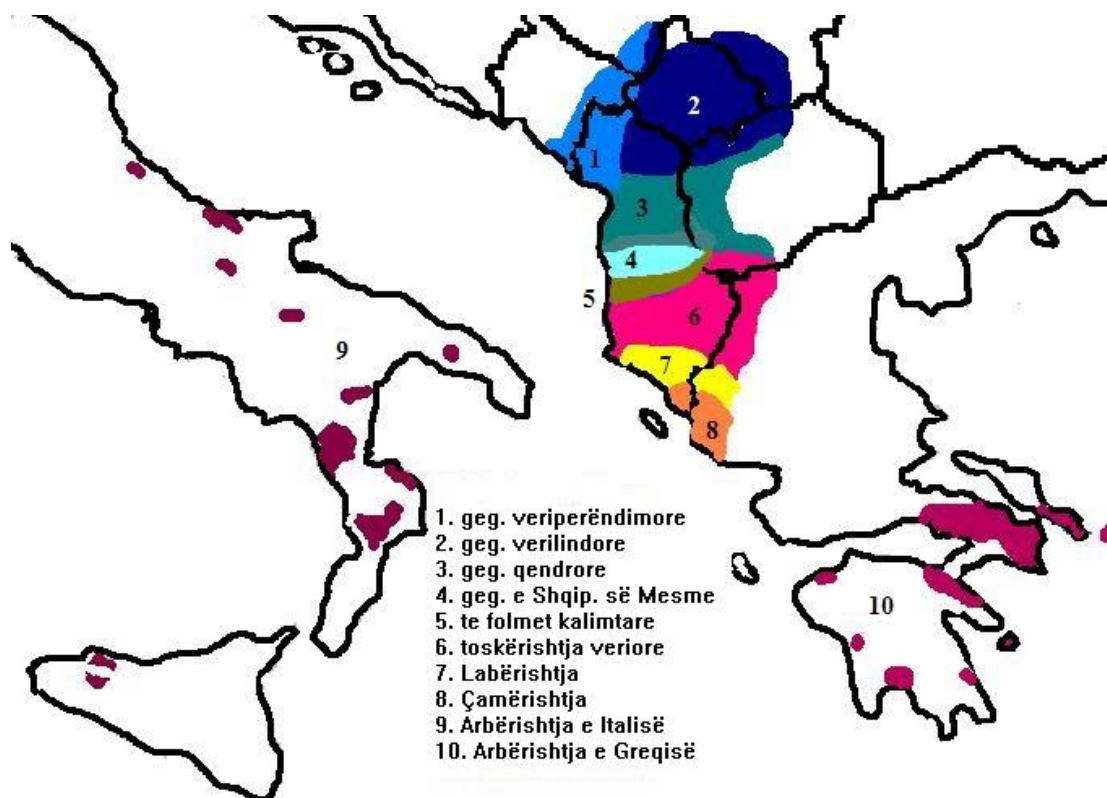 2
1
3
4
5
6
9
7
8
1. geg. veriperëndimore
2. geg. verilindore
3. geg. qendrore
4. geg. e Shqip. së Mesme
5. te folmet kalimtare
6. toskërishtja veriore
7. Labërishtja
8. Çamërishtja
9. Arbërishtja e Italisë
10. Arbërishtja e Greqisë
10